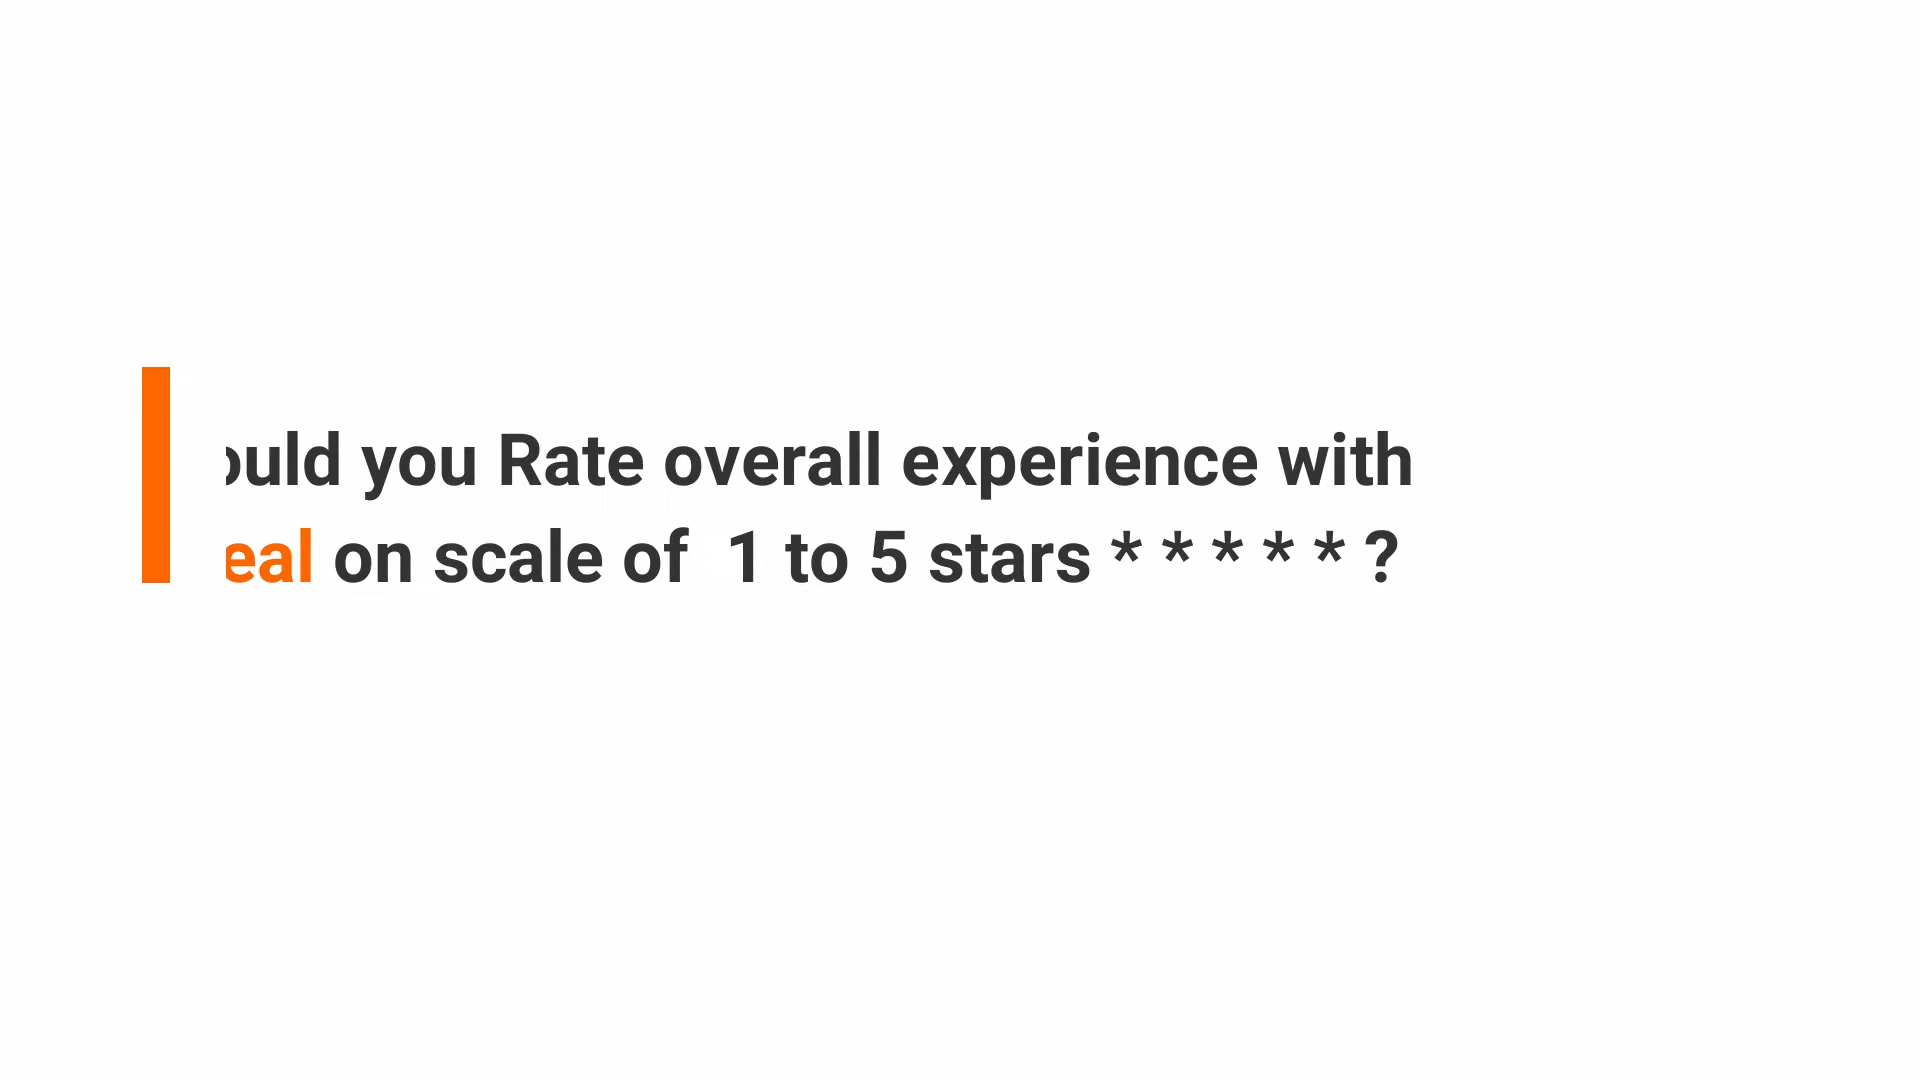 ould you Rate overall experience with
eal on scale of 1 to 5 stars * * * * * ?